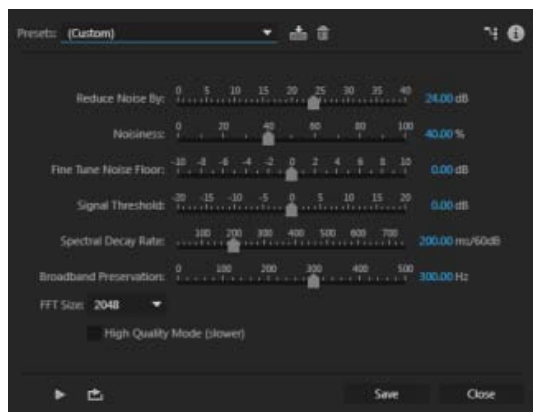 Presets: (Custom)
Reduce Noise By: 0 5 10 15 20 25 30 35 40 24.00 dB
Noisiness: 0 20 40 60 80 100 40.00 %
Fine Tune Noise Floor: -10 -8 -6 -4 -2 0 2 4 6 8 10 0.00 dB
Signal Threshold: -20 -15 -10 -5 0 5 10 15 20 0.00 dB
Spectral Decay Rate: 100 200 300 400 500 600 700 200.00 ms/60dB
Broadband Preservation: 0 100 200 300 400 500 300.00 Hz
FFT Size: 2048
High Quality Mode (slower)
Save Close